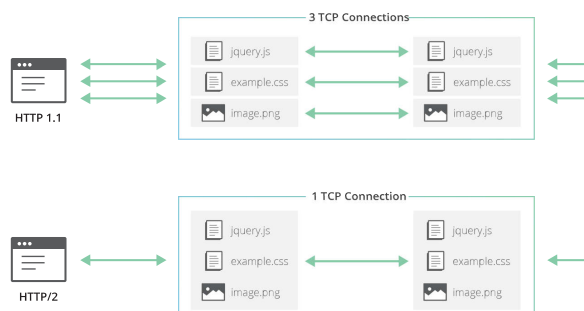 3 TCP Connections
jquery.js jquery.js
example.css example.css
image.png image.png
HTTP 1.1
1 TCP Connection
jquery.js jquery.js
example.css example.css
image.png image.png
HTTP/2